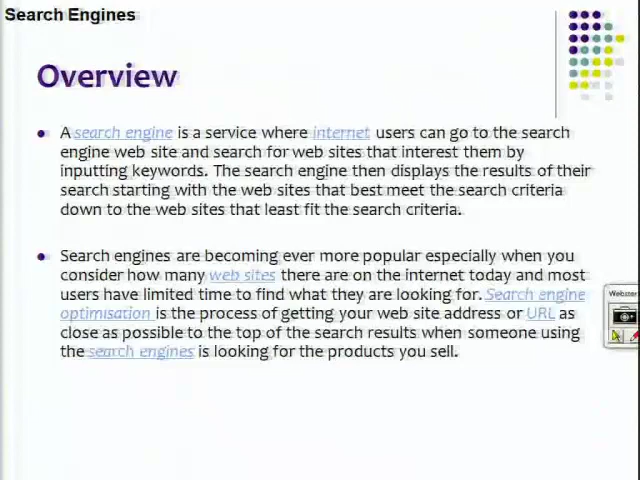 Search Engines
Overview
A search engine is a service where internet users can go to the search
engine web site and search for web sites that interest them by
inputting keywords. The search engine then displays the results of their
search starting with the web sites that best meet the search criteria
down to the web sites that least fit the search criteria.
Search engines are becoming ever more popular especially when you
consider how many web sites there are on the internet today and most
users have limited time to find what they are looking for. Search engine
optimisation is the process of getting your web site address or URL as
close as possible to the top of the search results when someone using
the search engines is looking for the products you sell.
Webster